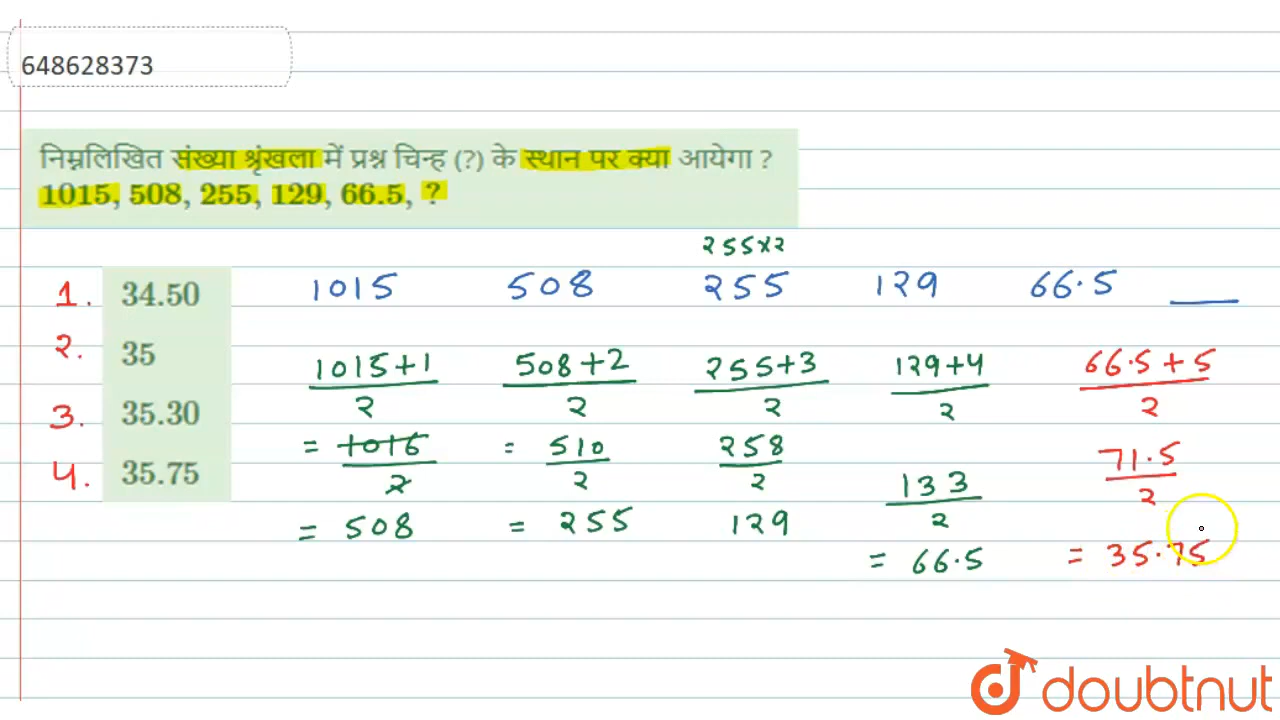 648628373
निम्नलिखित संख्या श्रृंखला में प्रश्न चिन्ह (?) के स्थान पर क्या आयेगा ?
1015, 508, 255, 129, 66.5, ?
255×2
1015 508 255 129 66.5 __
1. 34.50
2. 35
3. 35.30
4. 35.75
1015+1 508+2 255+3 129+4 66.5+5
2 2 2 2 2
= 1016 = 510 258 71.5
2 2 2 133 2
= 508 = 255 129 2
= 66.5 = 35.75
doubtnut